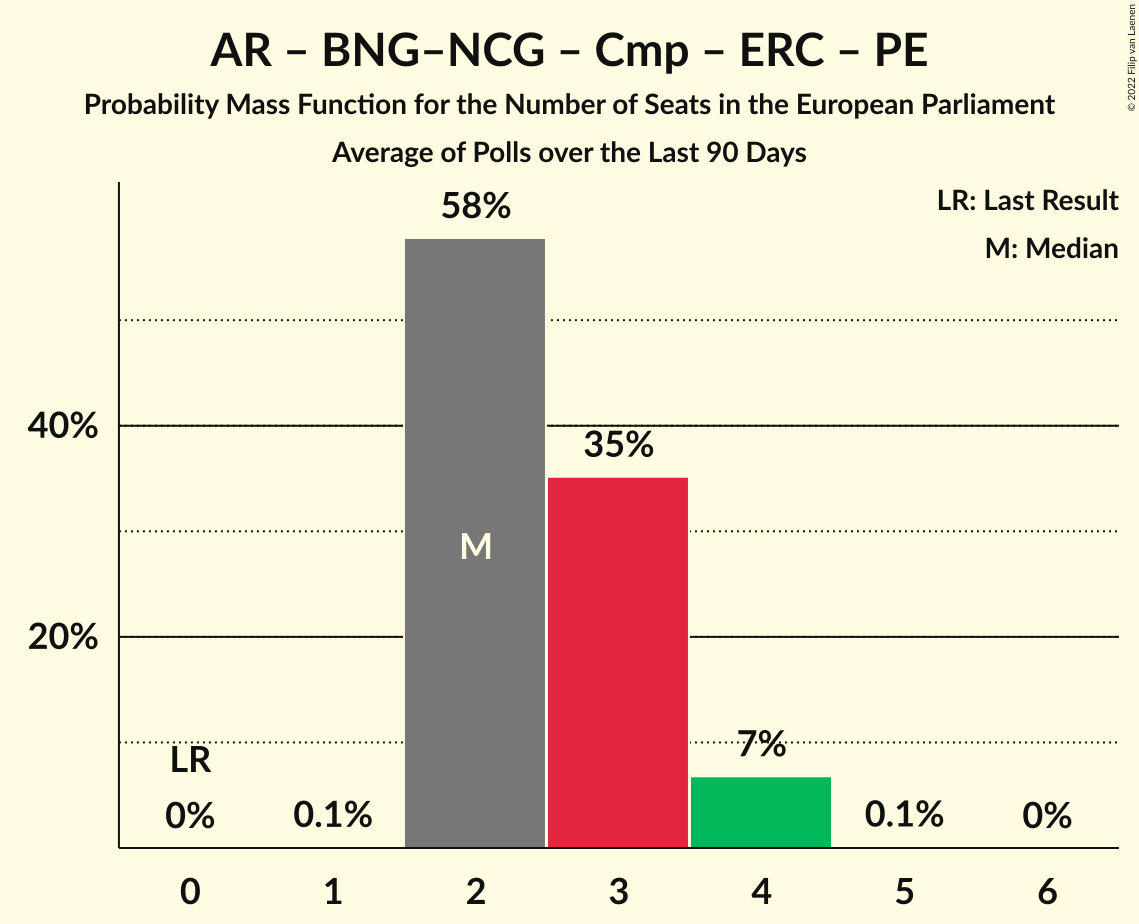 AR – BNG–NCG – Cmp – ERC – PE
Probability Mass Function for the Number of Seats in the European Parliament
Average of Polls over the Last 90 Days
© 2022 Filip van Laenen
LR: Last Result
M: Median
58%
40%
35%
M
20%
7%
LR
0%
0.1%
0.1%
0%
0 1 2 3 4 5 6